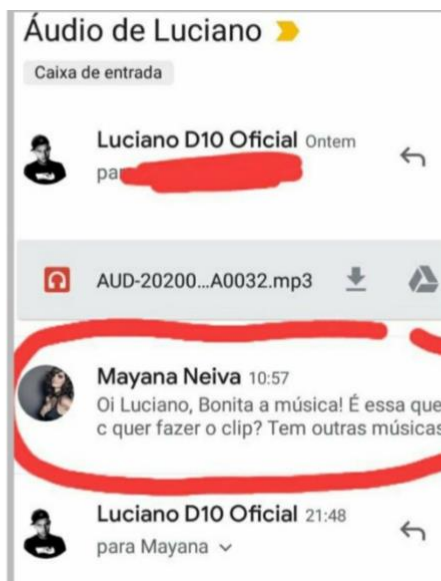 Áudio de Luciano
Caixa de entrada
Luciano D10 Oficial Ontem
AUD-20200...A0032.mp3
Mayana Neiva 10:57
Oi Luciano, Bonita a música! É essa que
c quer fazer o clip? Tem outras músicas
Luciano D10 Oficial 21:48
para Mayana